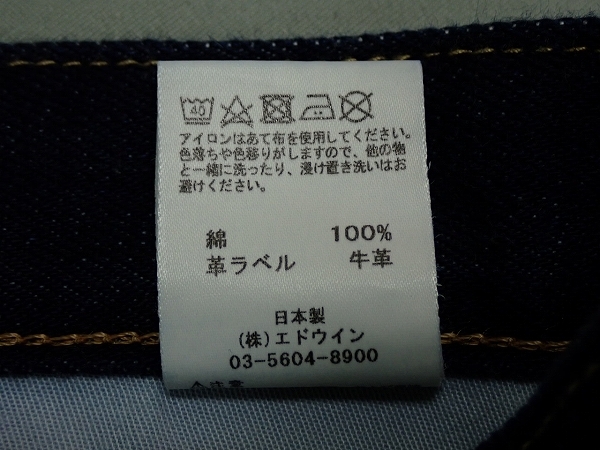 40
アイロンはあて布を使用してください。
色落ちや色移りがしますので、他の物
と一緒に洗ったり、浸け置き洗いはお
避けください。
綿 100%
革ラベル 牛革
日本製
(株)エドウイン
03-5604-8900